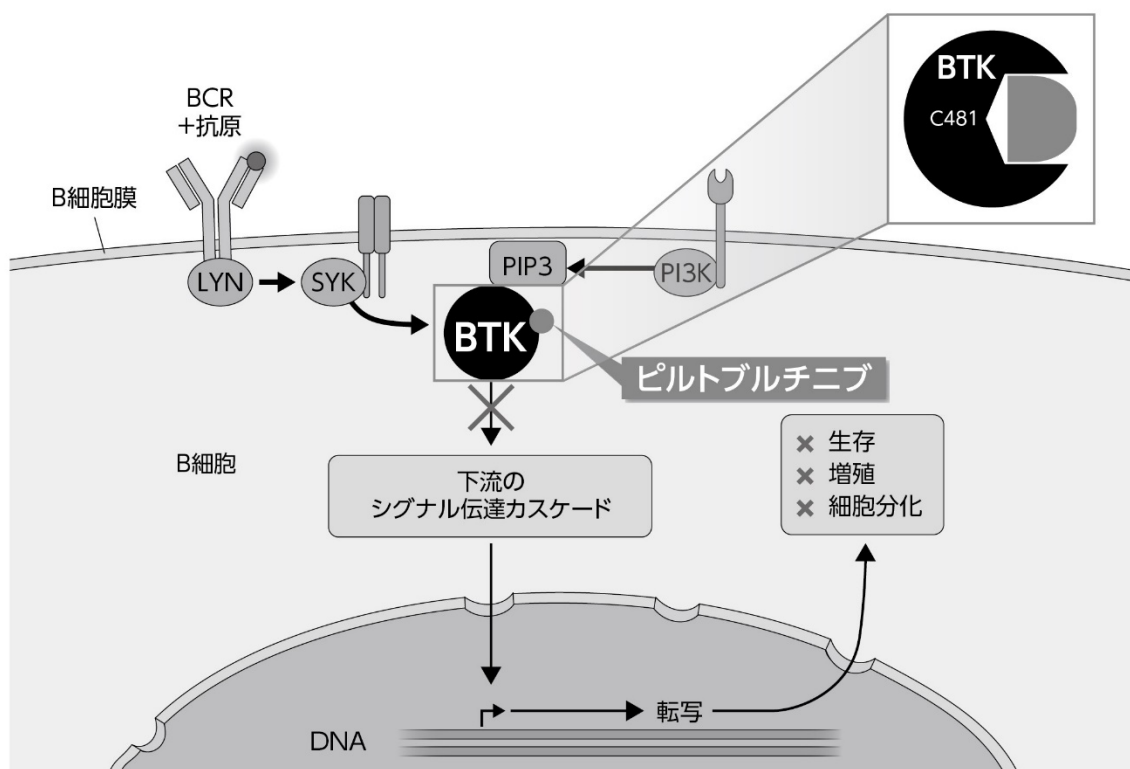 BTK
C481
BCR
＋抗原
B細胞膜
LYN
SYK
PIP3
PI3K
BTK
ピルトブルチニブ
B細胞
下流の
シグナル伝達カスケード
× 生存
× 増殖
× 細胞分化
転写
DNA